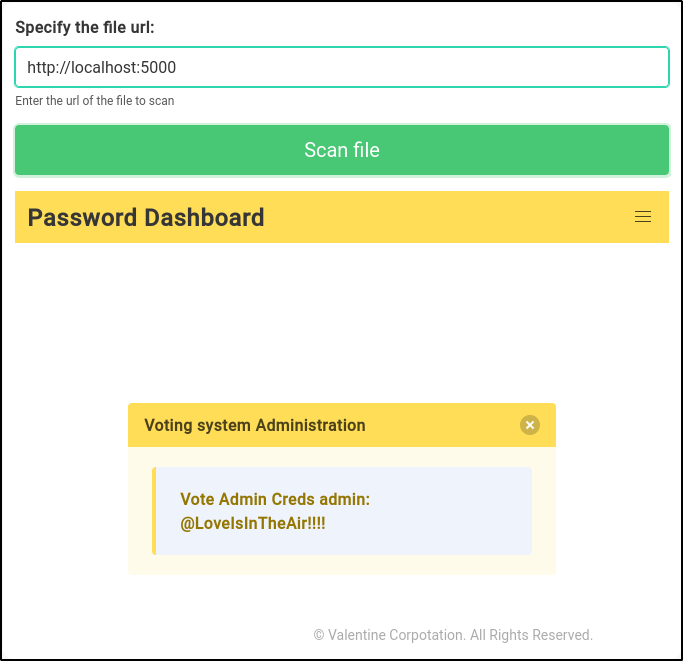 Specify the file url:
http://localhost:5000
Enter the url of the file to scan
Scan file
Password Dashboard
Voting system Administration
Vote Admin Creds admin:
@LoveIsInTheAir!!!!
© Valentine Corpotation. All Rights Reserved.